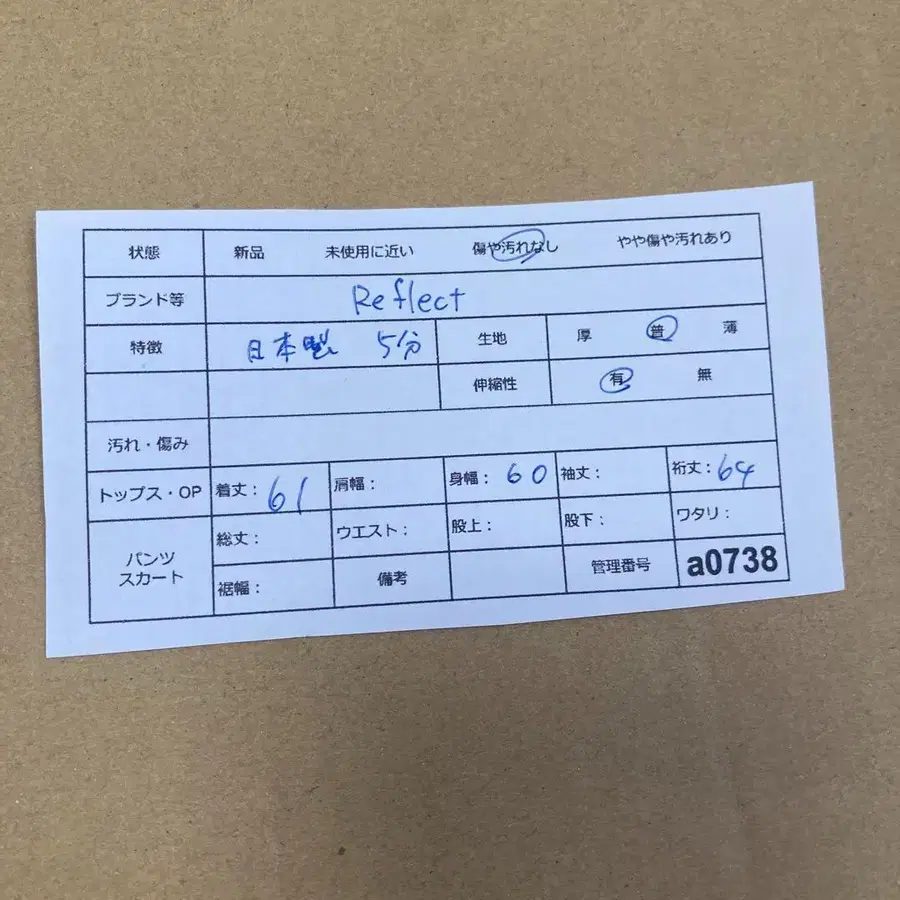 状態 新品 未使用に近い 傷や汚れなし やや傷や汚れあり
ブランド等 Reflect
特徴 日本製 5分 生地 厚 普 薄
伸縮性 有 無
汚れ・傷み
トップス・OP 着丈: 61 肩幅: 身幅: 60 袖丈: 裄丈: 64
パンツ スカート 総丈: ウエスト: 股上: 股下: ワタリ:
裾幅: 備考 管理番号 a0738